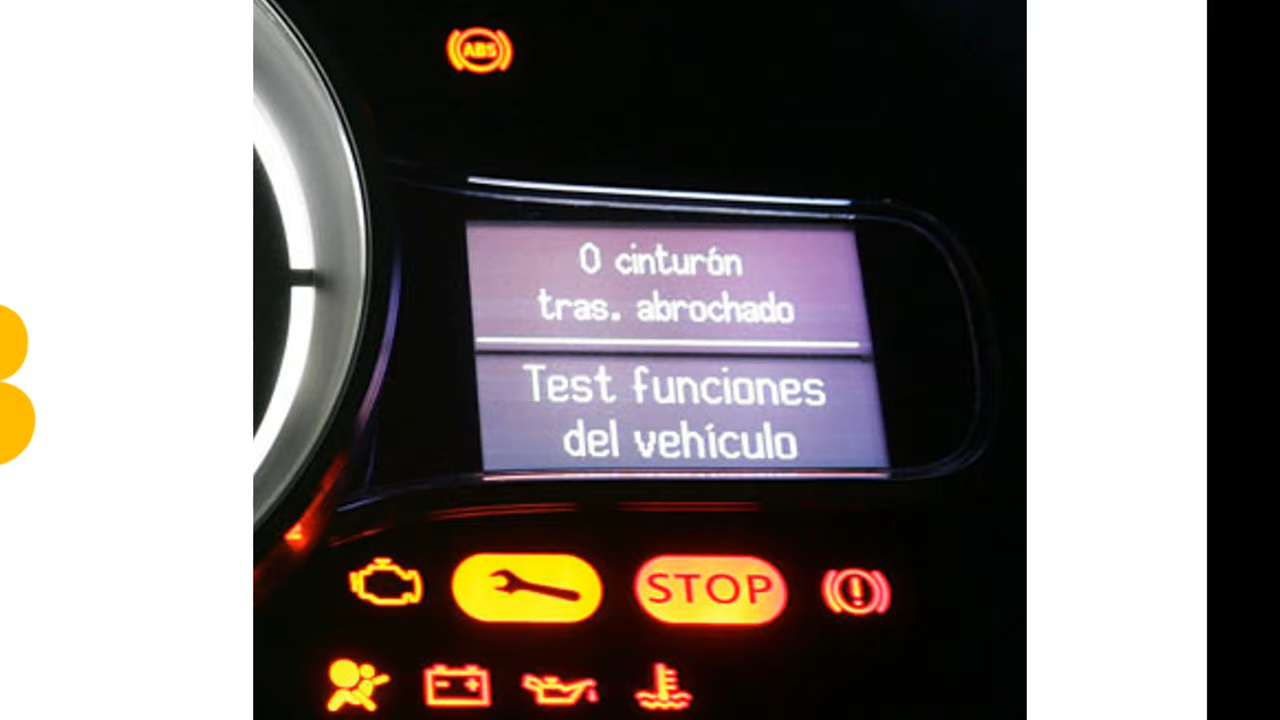 ABS
0 cinturón
tras. abrochado
Test funciones
del vehículo
STOP